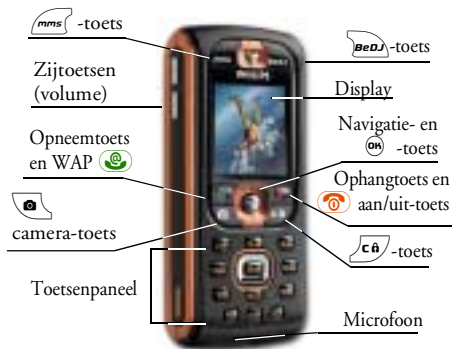 mms -toets
Zijtoetsen
(volume)
Opneemtoets
en WAP
camera-toets
Toetsenpaneel
PHILIPS
BeDJ -toets
Display
Navigatie- en
OK -toets
Ophangtoets en
aan/uit-toets
C -toets
Microfoon